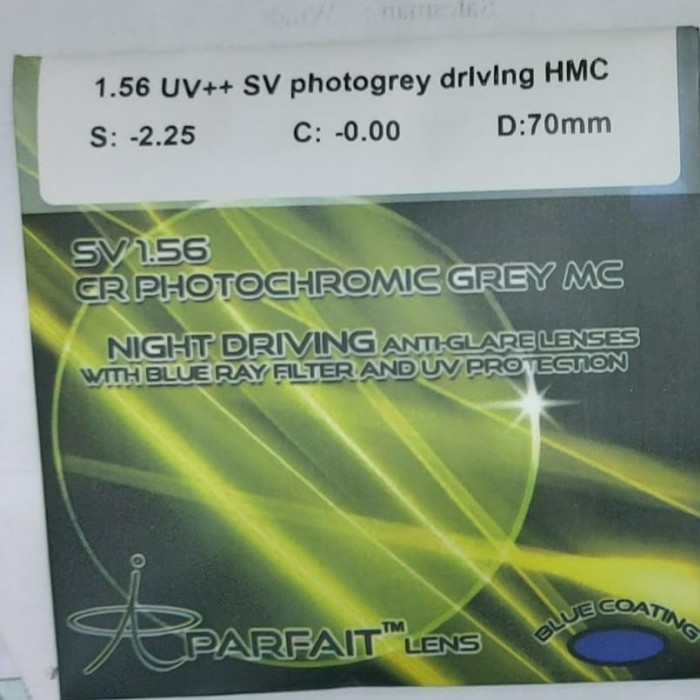 1.56 UV++ SV photogrey driving HMC
S: -2.25 C: -0.00 D:70mm
SV 1.56
CR PHOTOCHROMIC GREY MC
NIGHT DRIVING ANTI-GLARE LENSES
WITH BLUE RAY FILTER AND UV PROTECTION
PARFAIT™ LENS
BLUE COATING